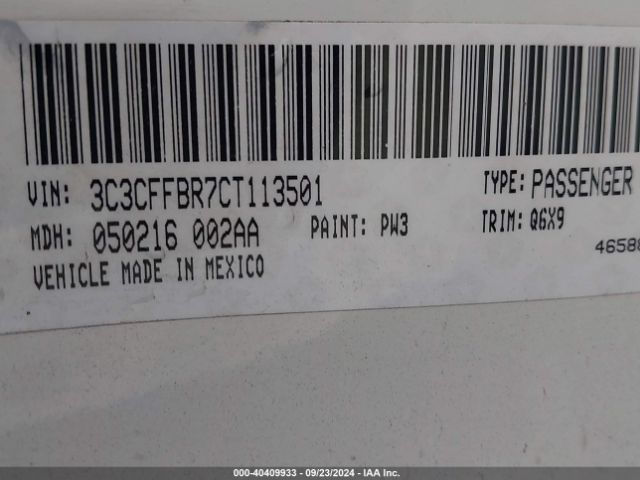 VIN: 3C3CFFBR7CT113501 TYPE: PASSENGER
MDH: 050216 002AA PAINT: PW3 TRIM: Q6X9
VEHICLE MADE IN MEXICO
000-40409933 - 09/23/2024 - IAA Inc.